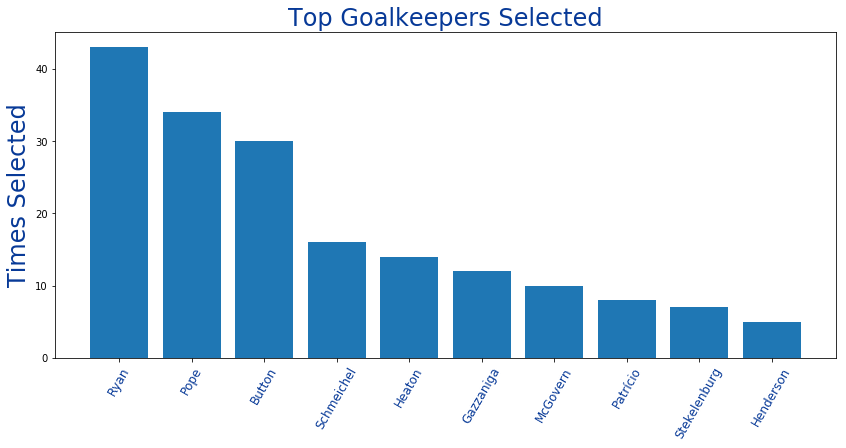 Top Goalkeepers Selected
Times Selected
40
30
20
10
0
Ryan
Pope
Button
Schmeichel
Heaton
Gazzaniga
McGovern
Patrício
Stekelenburg
Henderson